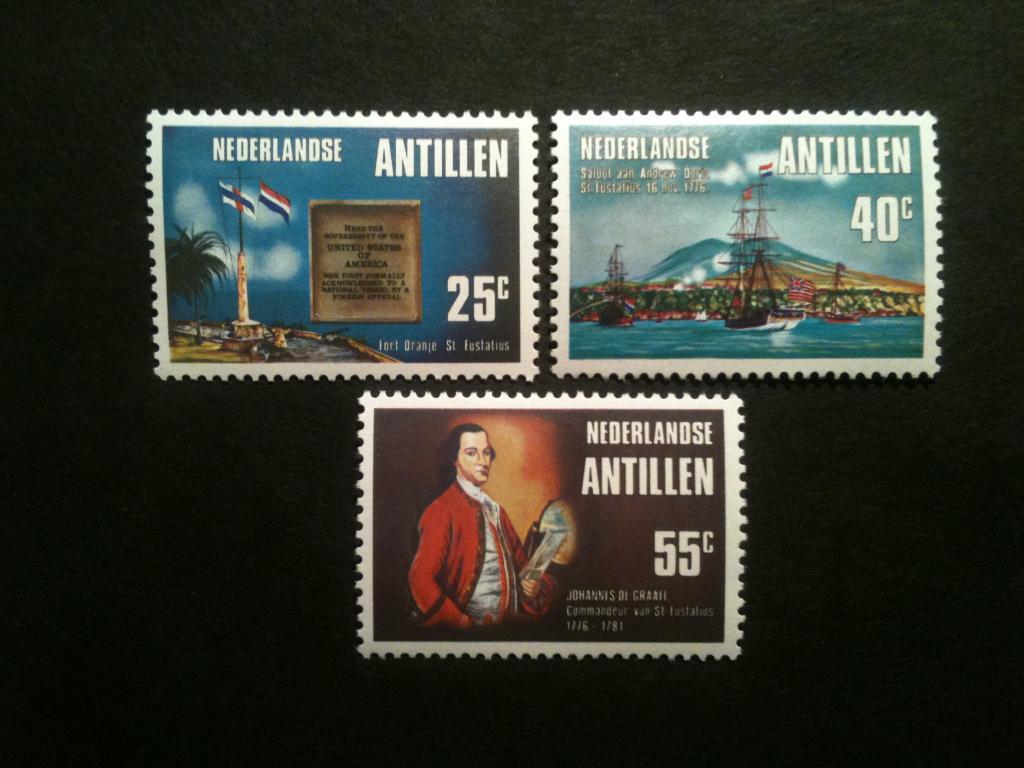 NEDERLANDSE ANTILLEN
HERE THE
SOVEREIGNTY OF THE
UNITED STATES
OF
AMERICA
WAS FIRST FORMALLY
ACKNOWLEDGED TO A
NATIONAL VESSEL BY A
FOREIGN OFFICIAL
25c
Fort Oranje St Eustatius
NEDERLANDSE ANTILLEN
Saluut aan Andrew Doria
St Eustatius 16 nov. 1776.
40c
NEDERLANDSE
ANTILLEN
55c
JOHANNES DE GRAAFF
Commandeur van St Eustatius
1776 - 1781